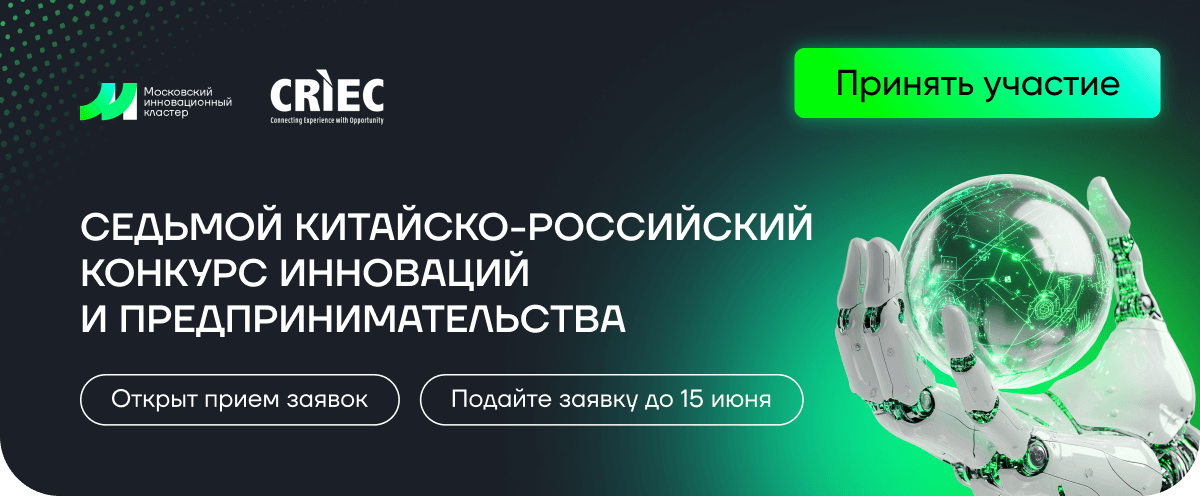 Московский
инновационный
кластер
CRIEC
Connecting Experience with Opportunity
Принять участие
СЕДЬМОЙ КИТАЙСКО-РОССИЙСКИЙ
КОНКУРС ИННОВАЦИЙ
И ПРЕДПРИНИМАТЕЛЬСТВА
Открыт прием заявок
Подайте заявку до 15 июня